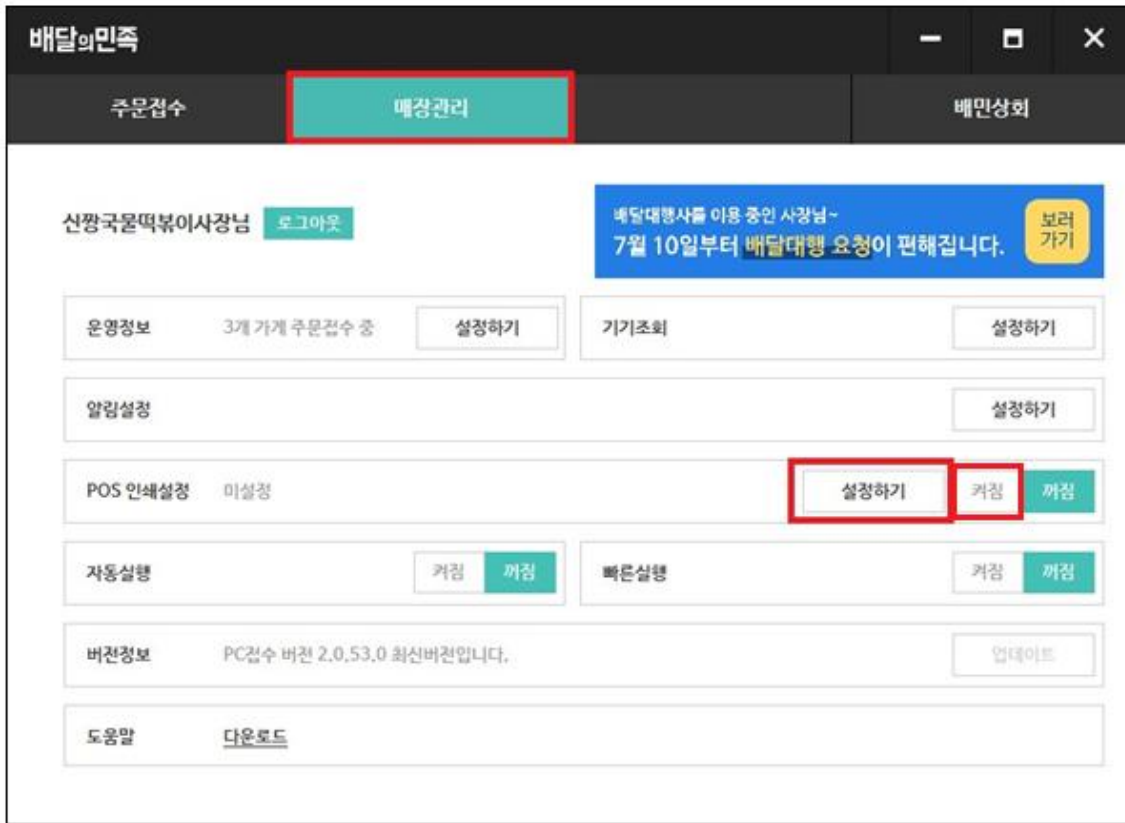 배달의민족
주문접수 매장관리 배민상회
신짱국물떡볶이사장님 로그아웃
배달대행사를 이용 중인 사장님~
7월 10일부터 배달대행 요청이 편해집니다.
보러
가기
운영정보 3개 가게 주문접수 중 설정하기
기기조회 설정하기
알림설정 설정하기
POS 인쇄설정 미설정 설정하기 켜짐 꺼짐
자동실행 켜짐 꺼짐
빠른실행 켜짐 꺼짐
버전정보 PC접수 버전 2.0.53.0 최신버전입니다. 업데이트
도움말 다운로드